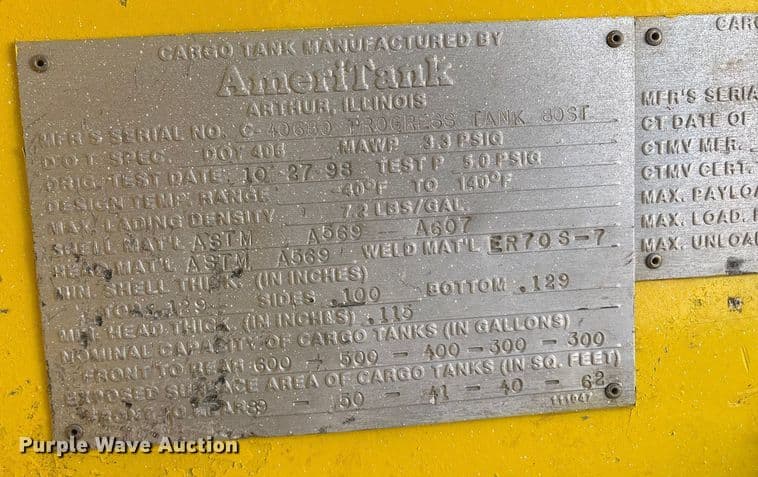 CARGO TANK MANUFACTURED BY
AmeriTank
ARTHUR, ILLINOIS
MFR'S SERIAL NO. C-40650 PROGRESS TANK 80ST
D.O.T. SPEC. DOT 406 MAWP 3.3 PSIG
ORIG. TEST DATE 10-27-98 TEST P 5.0 PSIG
DESIGN TEMP. RANGE -40°F TO 140°F
MAX. LADING DENSITY 7.2 LBS/GAL.
SHELL MAT'L ASTM A569 - A607
HEAD MAT'L ASTM A569 WELD MAT'L ER70S-7
MIN. SHELL THICK. (IN INCHES)
TOP .129 SIDES .100 BOTTOM .129
MIN. HEAD THICK. (IN INCHES) .115
NOMINAL CAPACITY OF CARGO TANKS (IN GALLONS)
FRONT TO REAR 600 - 500 - 400 - 300 - 300
EXPOSED SURFACE AREA OF CARGO TANKS (IN SQ. FEET)
FRONT TO REAR - 50 - 41 - 40 - 62
111047
CARG
MFR'S SERIA
CT DATE OF
CTMV MFR.
CTMV CERT.
MAX. PAYLOA
MAX. LOAD.
MAX. UNLOA
Purple Wave Auction